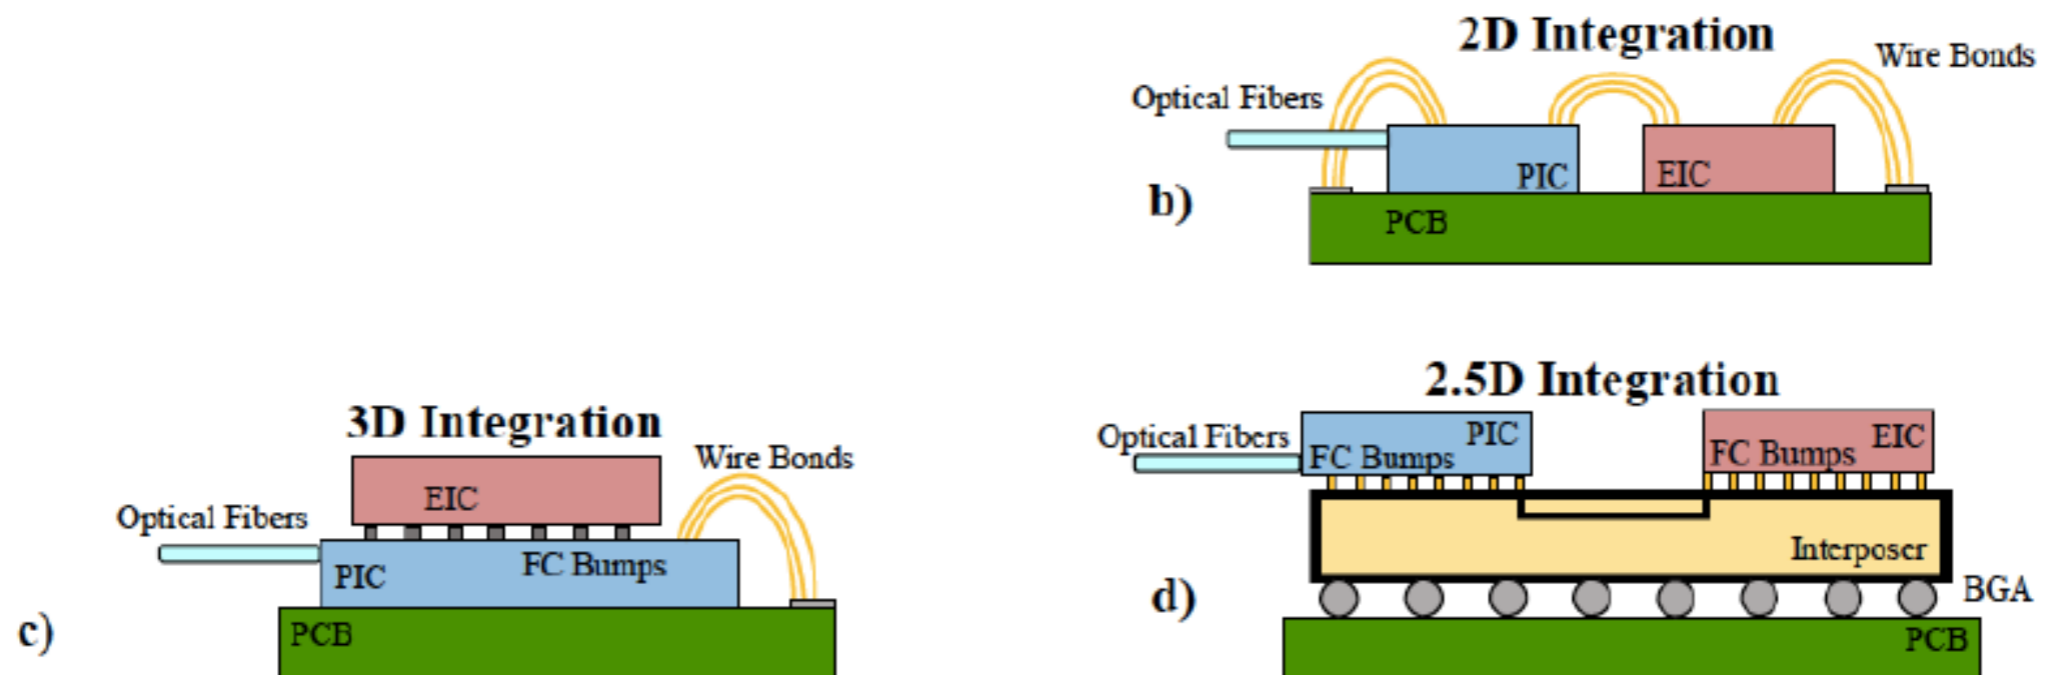 2D Integration
Wire Bonds
Optical Fibers
PIC
EIC
b)
PCB
3D Integration
Wire Bonds
EIC
Optical Fibers
FC Bumps
PIC
c)
PCB
2.5D Integration
Optical Fibers
PIC
FC Bumps
EIC
FC Bumps
Interposer
d)
BGA
PCB